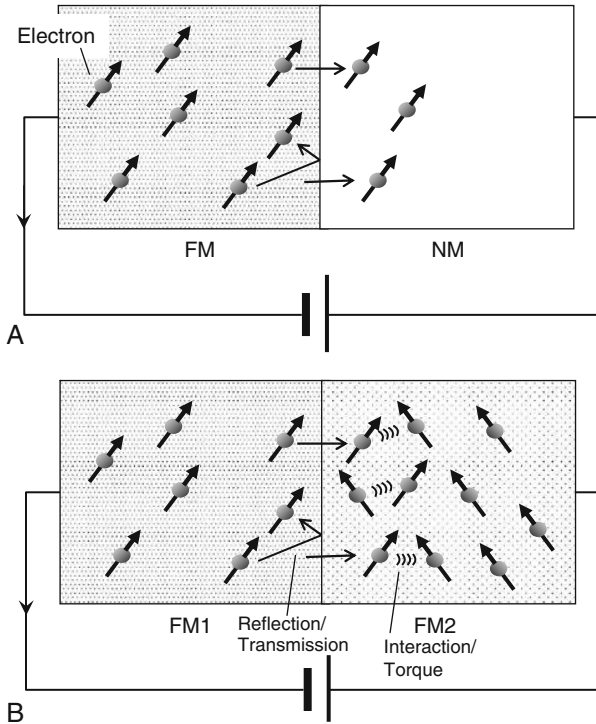 Electron
FM
NM
A
Reflection/
Transmission
FM1
FM2
Interaction/
Torque
B